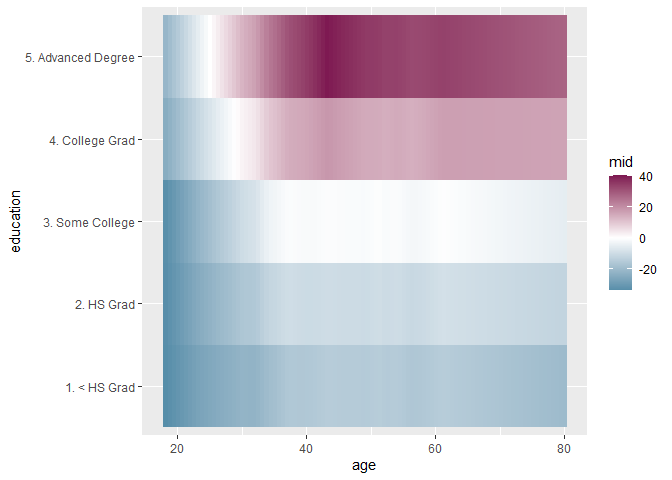 5. Advanced Degree
4. College Grad
3. Some College
2. HS Grad
1. < HS Grad
education
20
40
60
80
age
mid
40
20
0
-20